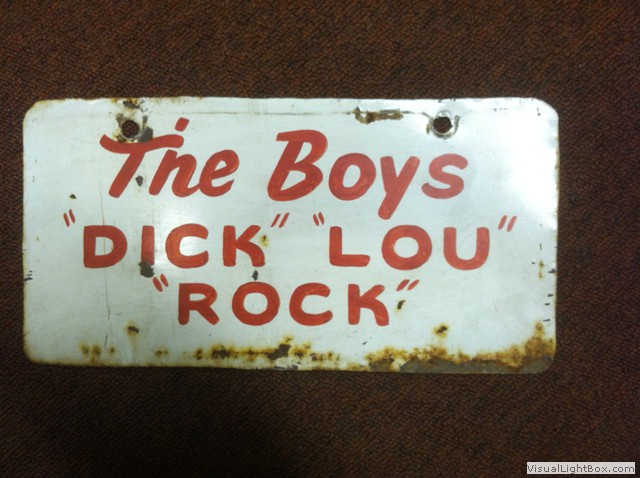 The Boys
"DICK" "LOU"
"ROCK"
VisualLightBox.com